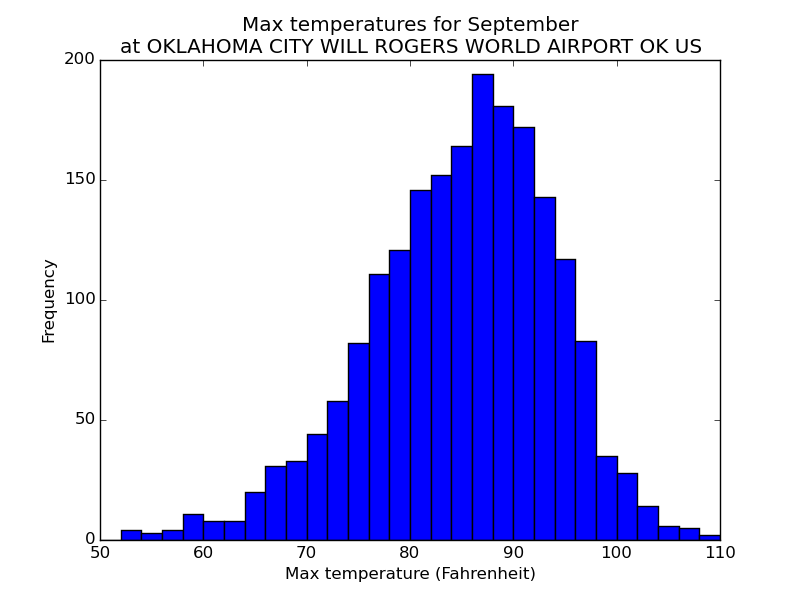 Max temperatures for September
at OKLAHOMA CITY WILL ROGERS WORLD AIRPORT OK US
200
150
100
50
0
Frequency
50 60 70 80 90 100 110
Max temperature (Fahrenheit)